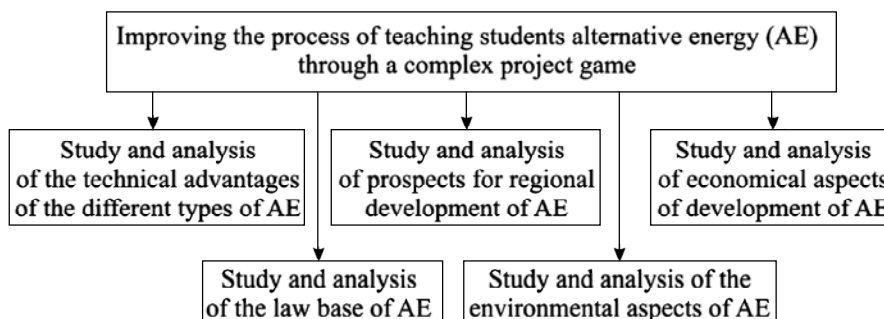 Improving the process of teaching students alternative energy (AE)
through a complex project game
Study and analysis
of the technical advantages
of the different types of AE
Study and analysis
of prospects for regional
development of AE
Study and analysis
of economical aspects
of development of AE
Study and analysis
of the law base of AE
Study and analysis of the
environmental aspects of AE